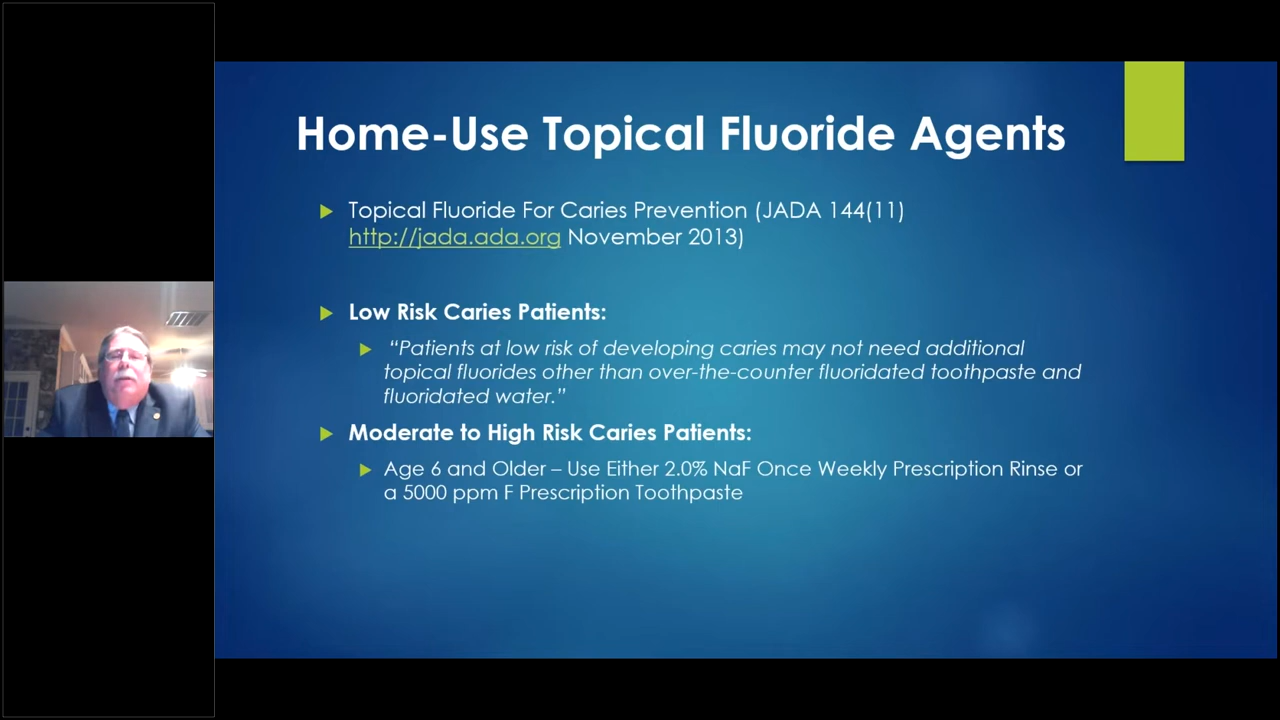 Home-Use Topical Fluoride Agents
Topical Fluoride For Caries Prevention (JADA 144(11)
http://jada.ada.org November 2013)
Low Risk Caries Patients:
“Patients at low risk of developing caries may not need additional
topical fluorides other than over-the-counter fluoridated toothpaste and
fluoridated water.”
Moderate to High Risk Caries Patients:
Age 6 and Older – Use Either 2.0% NaF Once Weekly Prescription Rinse or
a 5000 ppm F Prescription Toothpaste